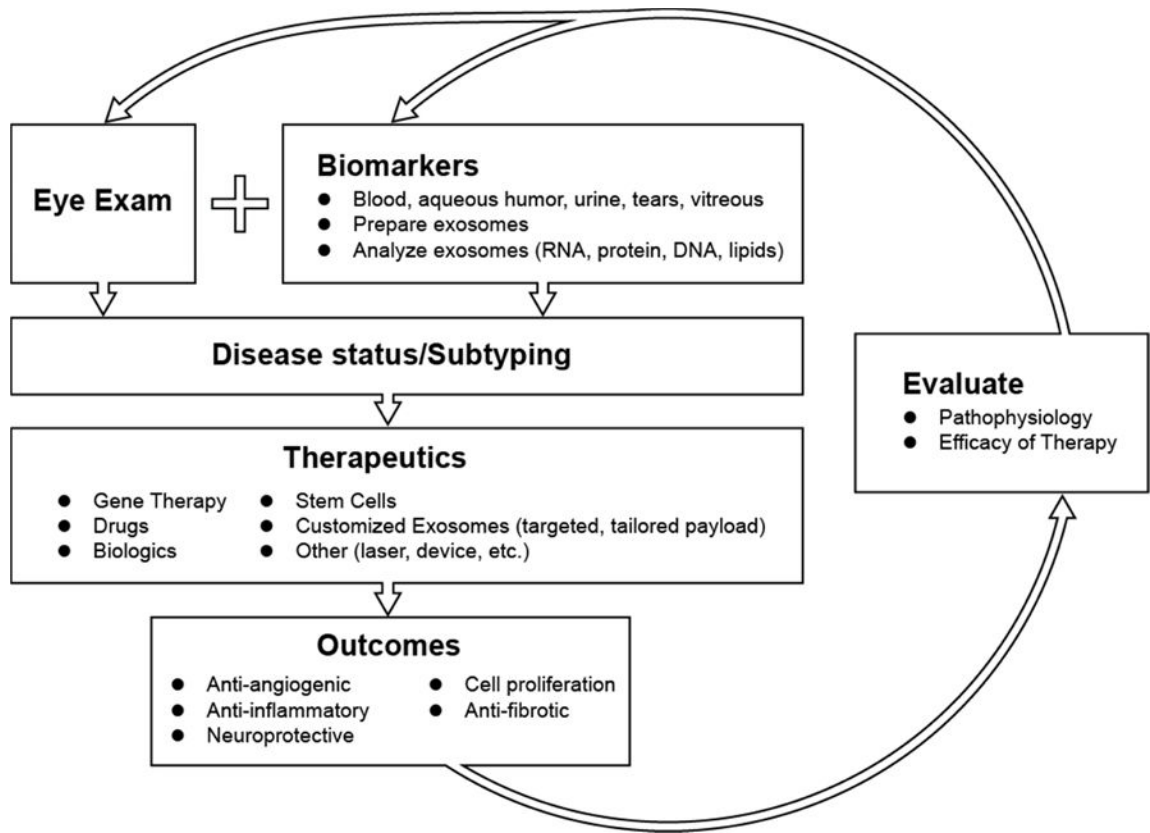 Eye Exam
Biomarkers
● Blood, aqueous humor, urine, tears, vitreous
● Prepare exosomes
● Analyze exosomes (RNA, protein, DNA, lipids)
Disease status/Subtyping
Therapeutics
● Gene Therapy
● Drugs
● Biologics
● Stem Cells
● Customized Exosomes (targeted, tailored payload)
● Other (laser, device, etc.)
Outcomes
● Anti-angiogenic
● Anti-inflammatory
● Neuroprotective
● Cell proliferation
● Anti-fibrotic
Evaluate
● Pathophysiology
● Efficacy of Therapy